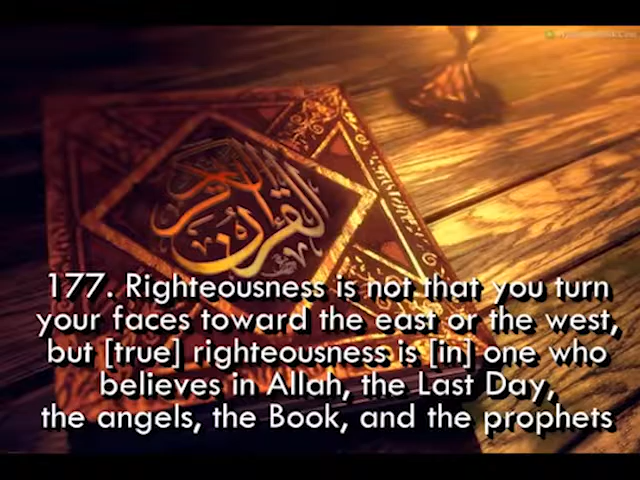 القرآن الكريم
177. Righteousness is not that you turn
your faces toward the east or the west,
but [true] righteousness is [in] one who
believes in Allah, the Last Day,
the angels, the Book, and the prophets